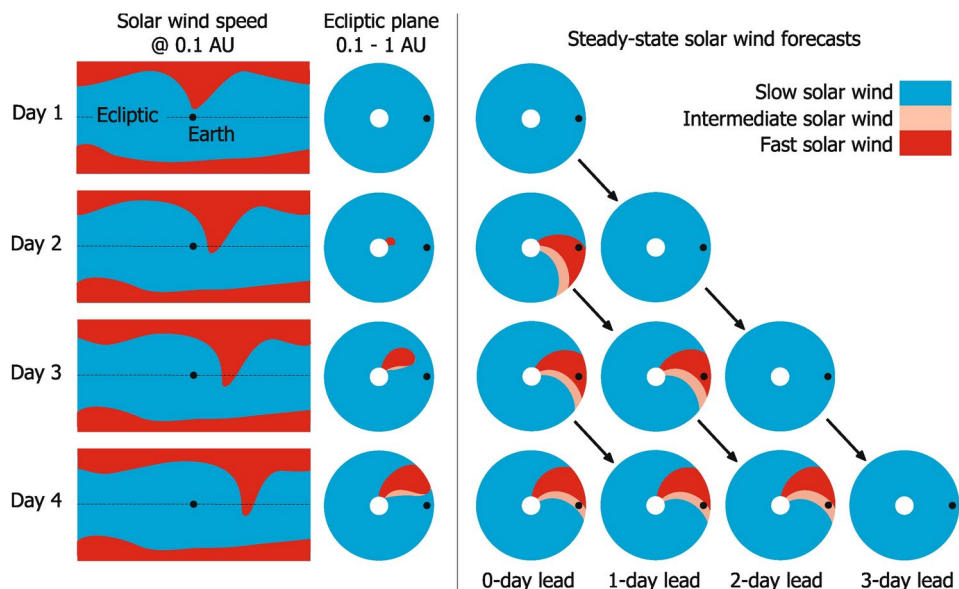 Solar wind speed
@ 0.1 AU
Ecliptic plane
0.1 - 1 AU
Steady-state solar wind forecasts
Slow solar wind
Intermediate solar wind
Fast solar wind
Day 1
Ecliptic
Earth
Day 2
Day 3
Day 4
0-day lead
1-day lead
2-day lead
3-day lead